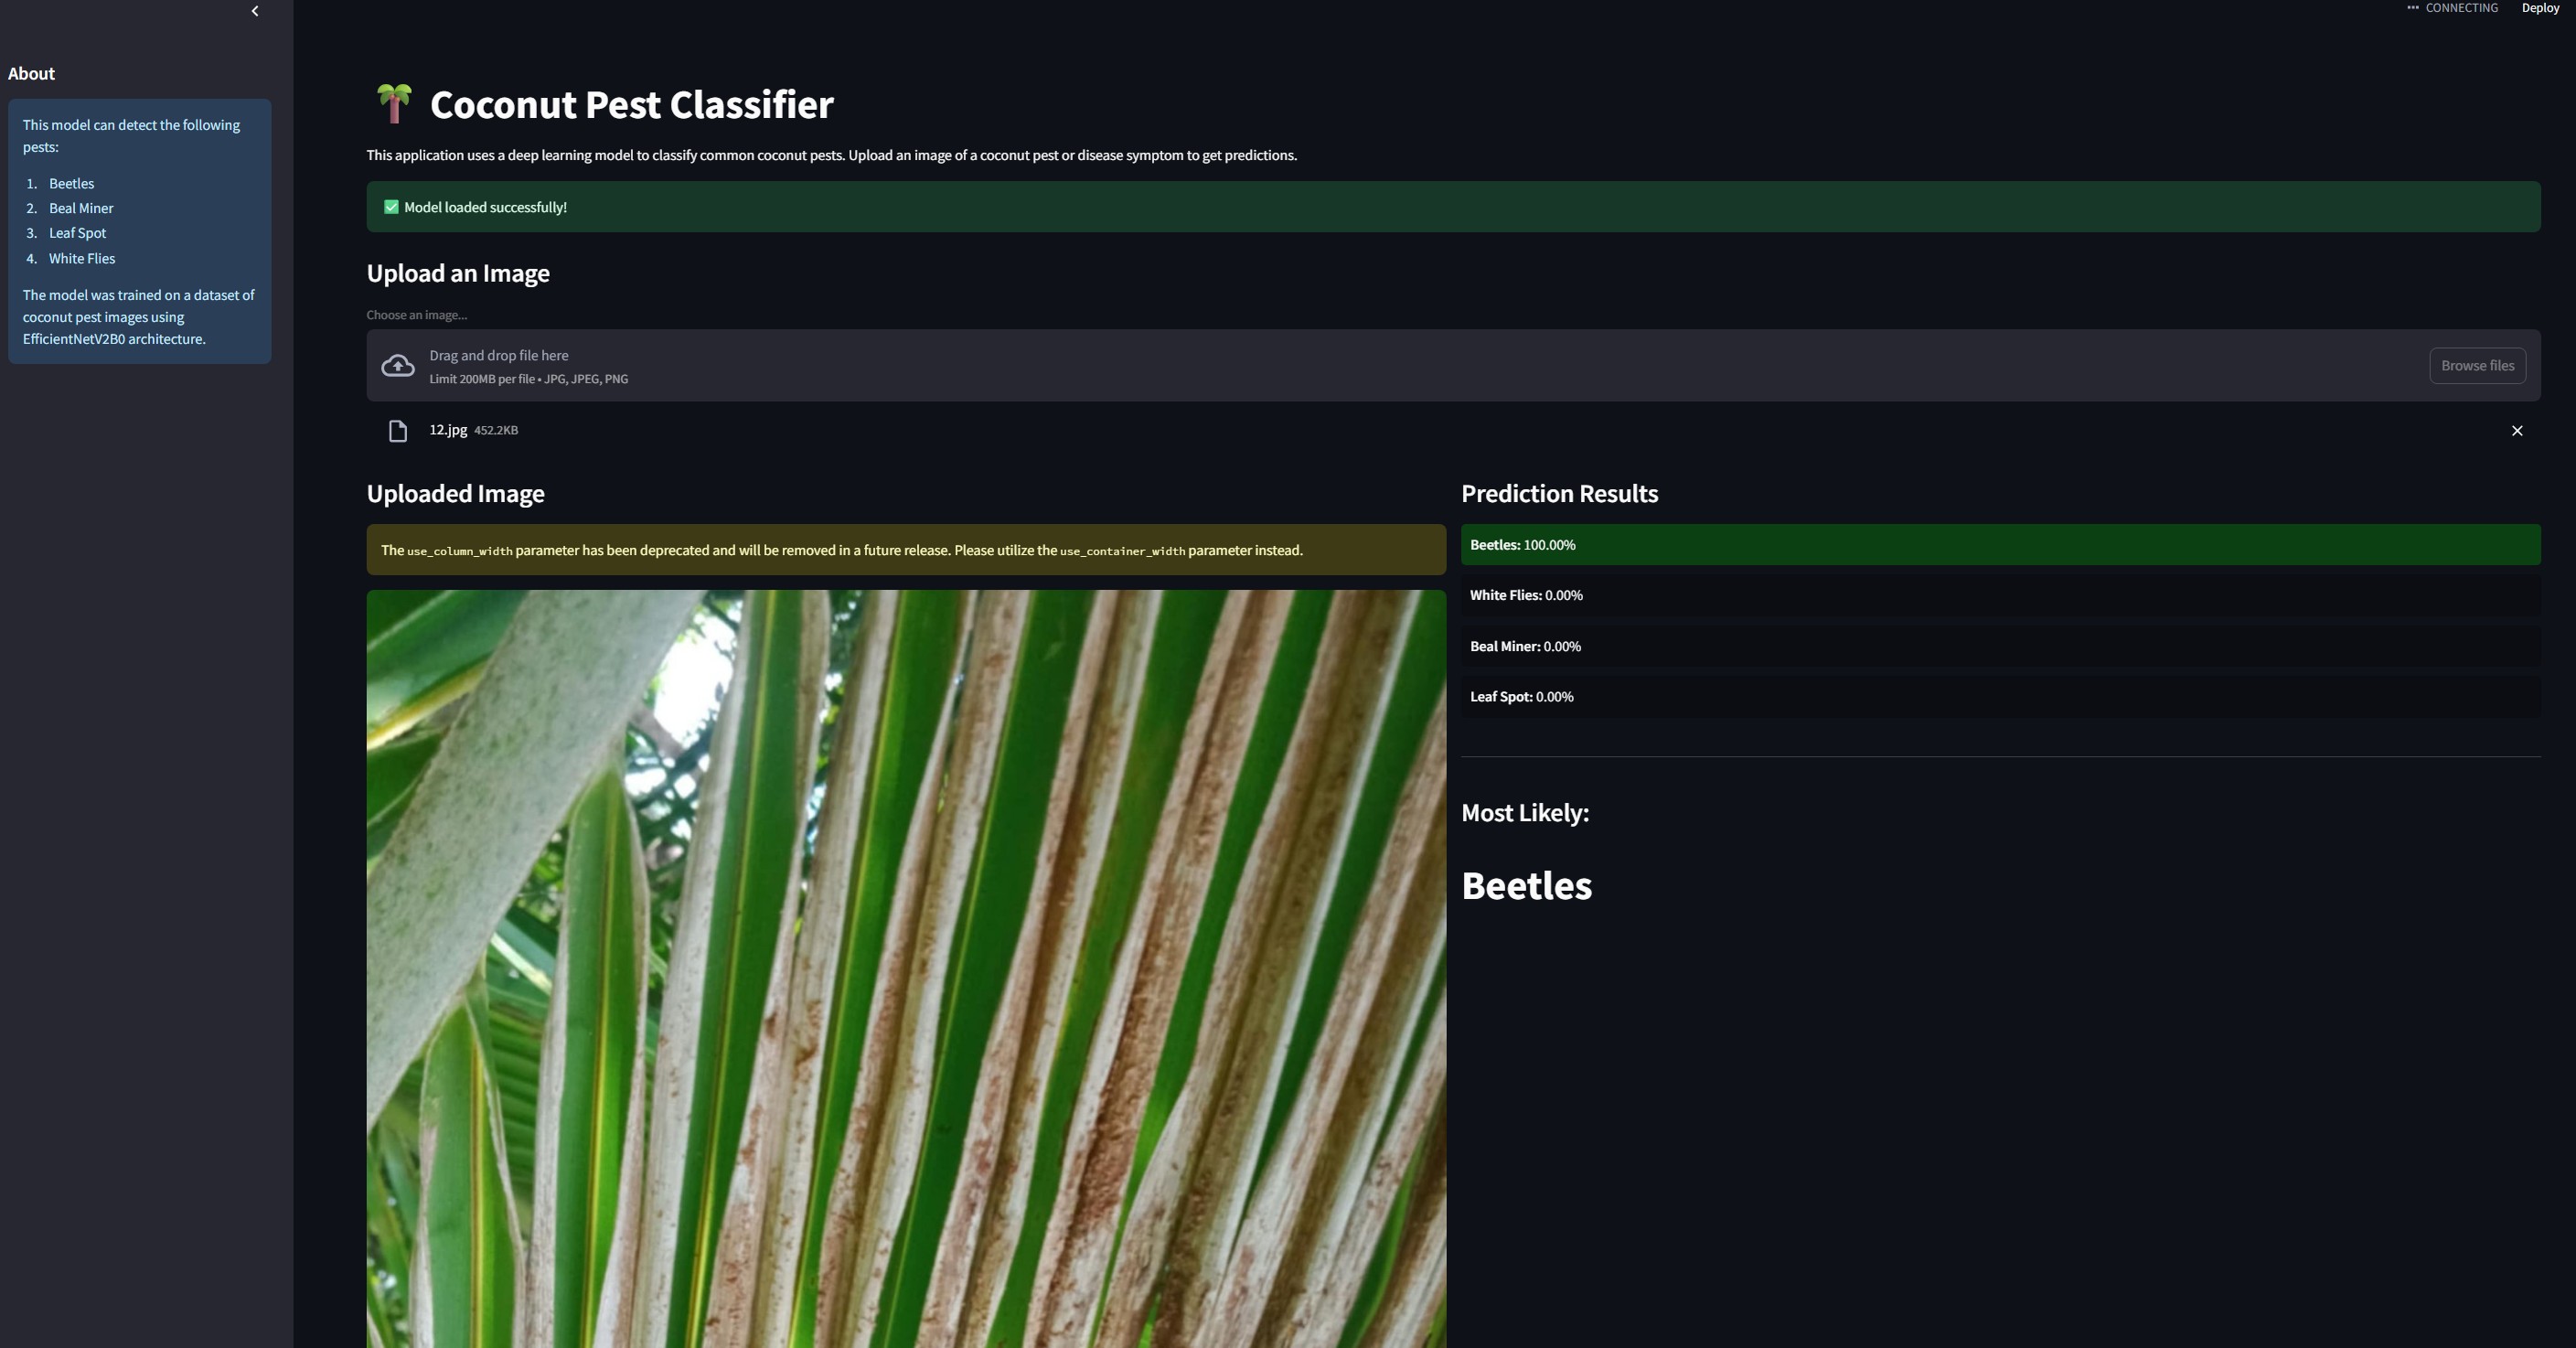 CONNECTING Deploy
About
This model can detect the following
pests:
1. Beetles
2. Beal Miner
3. Leaf Spot
4. White Flies
The model was trained on a dataset of
coconut pest images using
EfficientNetV2B0 architecture.
Coconut Pest Classifier
This application uses a deep learning model to classify common coconut pests. Upload an image of a coconut pest or disease symptom to get predictions.
Model loaded successfully!
Upload an Image
Choose an image...
Drag and drop file here
Limit 200MB per file • JPG, JPEG, PNG
Browse files
12.jpg 452.2KB
Uploaded Image
The use_column_width parameter has been deprecated and will be removed in a future release. Please utilize the use_container_width parameter instead.
Prediction Results
Beetles: 100.00%
White Flies: 0.00%
Beal Miner: 0.00%
Leaf Spot: 0.00%
Most Likely:
Beetles